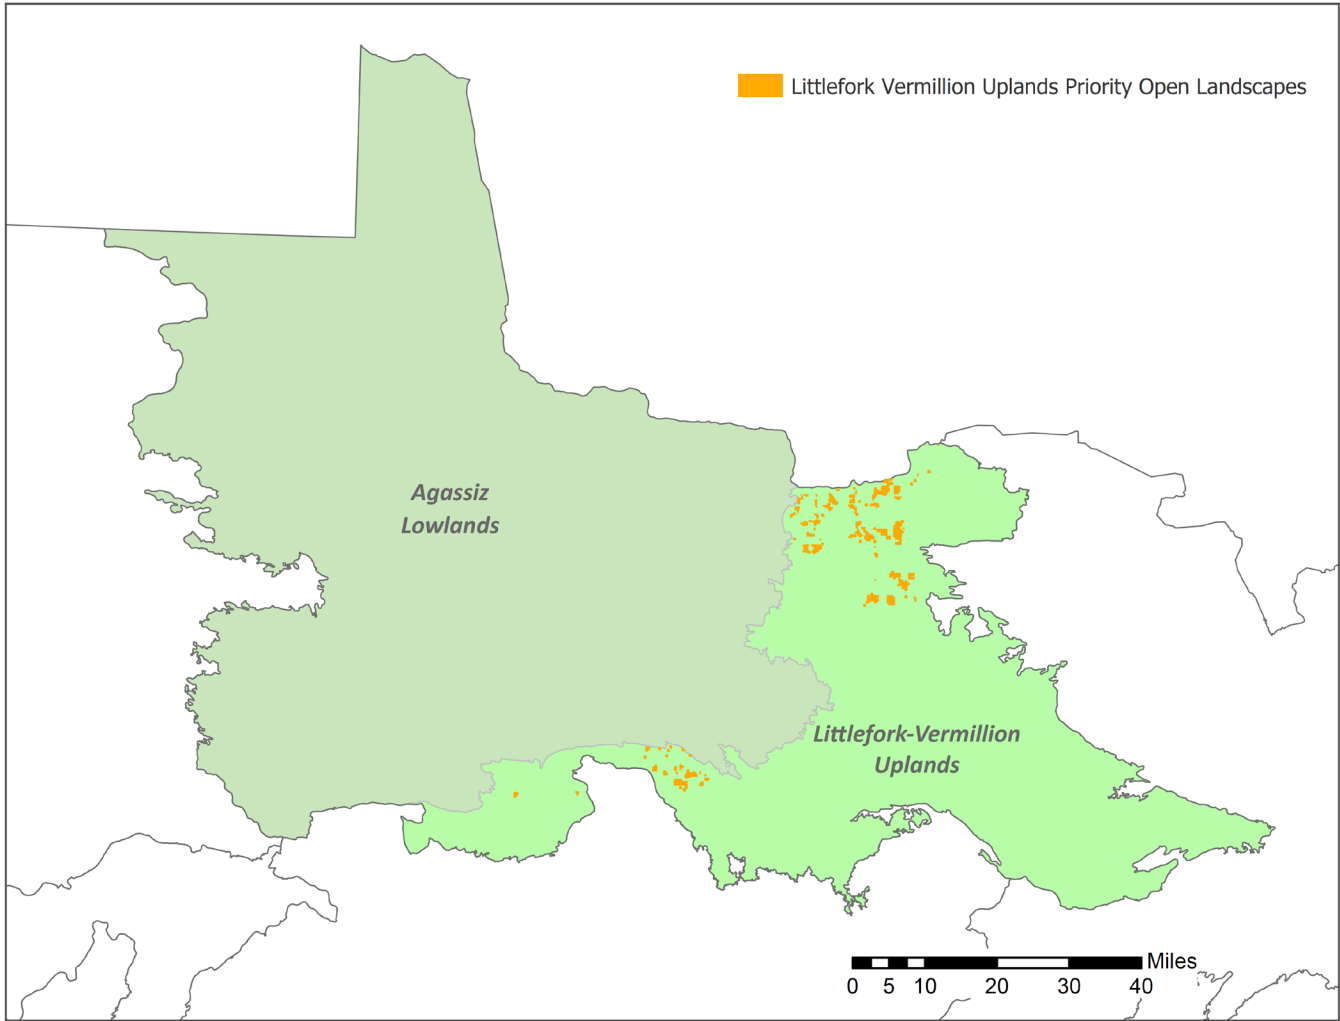 Littlefork Vermillion Uplands Priority Open Landscapes
Agassiz
Lowlands
Littlefork-Vermillion
Uplands
Miles
0 5 10 20 30 40